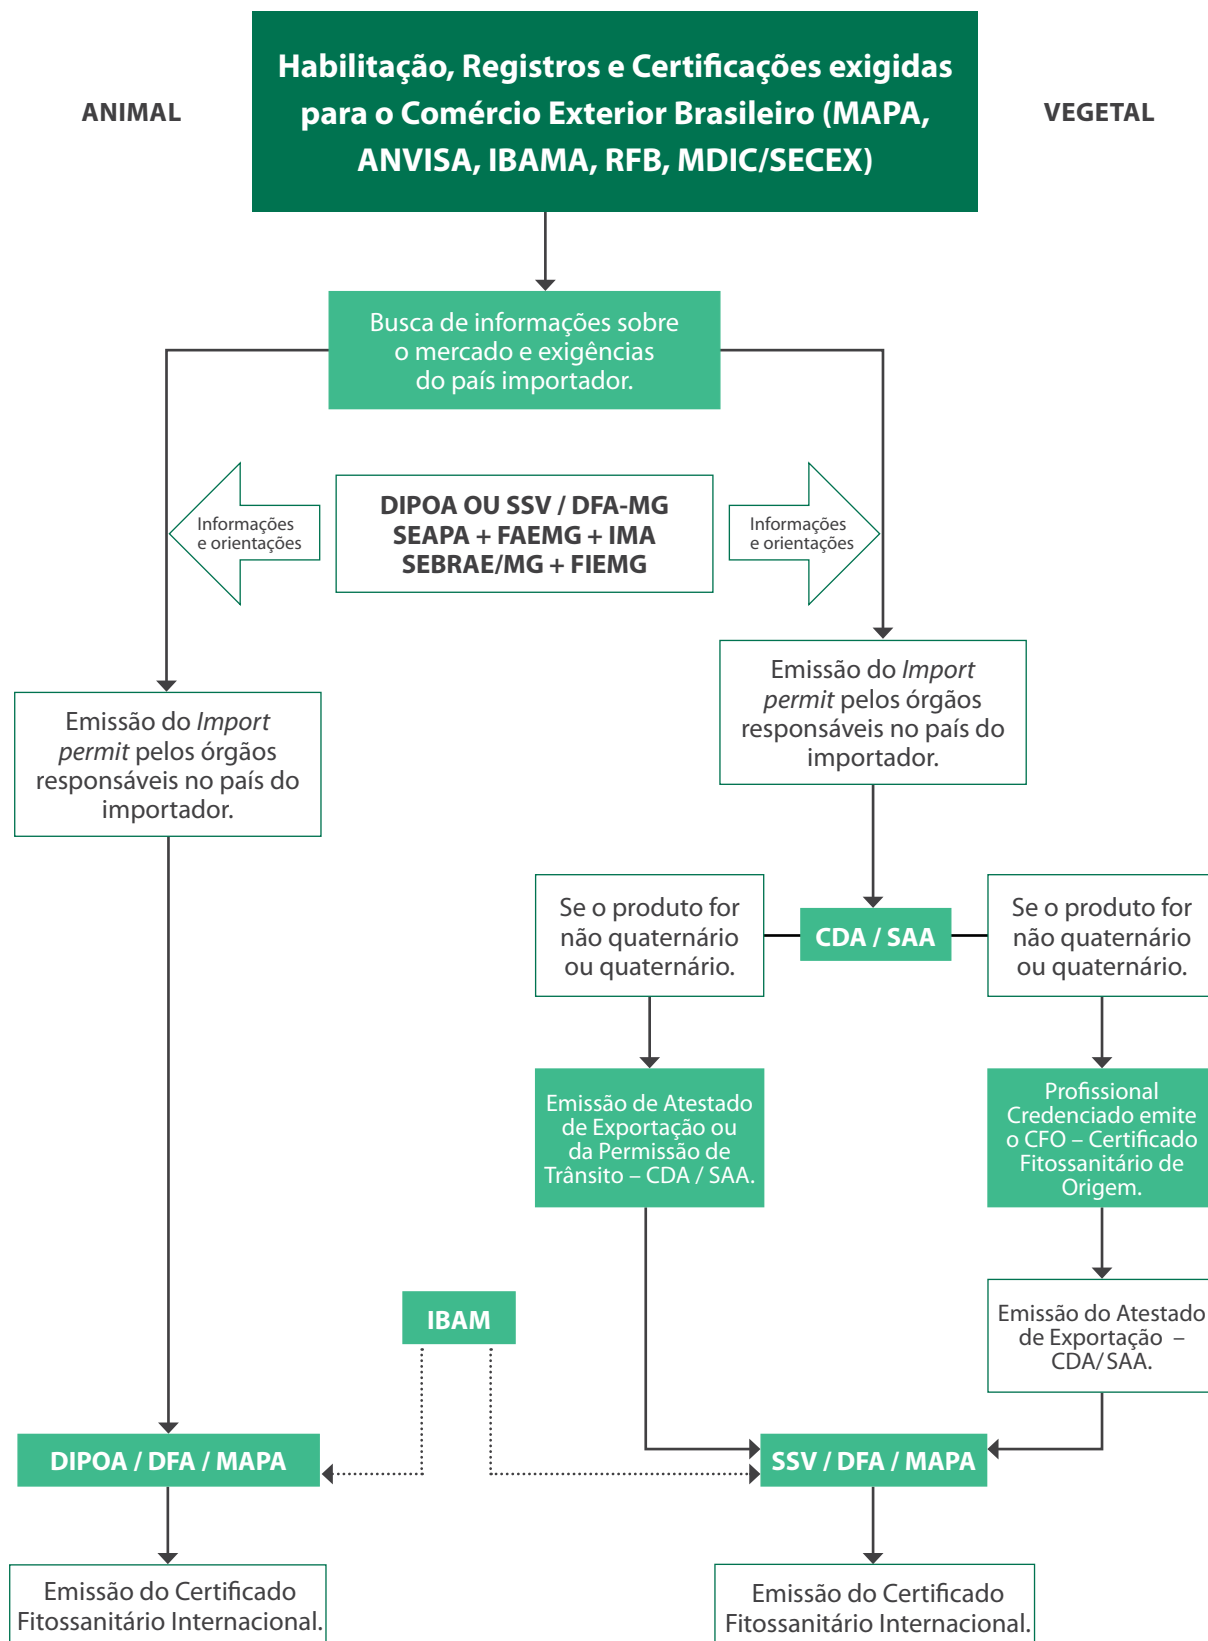 ANIMAL
Habilitação, Registros e Certificações exigidas
para o Comércio Exterior Brasileiro (MAPA,
ANVISA, IBAMA, RFB, MDIC/SECEX)
VEGETAL
Busca de informações sobre
o mercado e exigências
do país importador.
Informações
e orientações
DIPOA OU SSV / DFA-MG
SEAPA + FAEMG + IMA
SEBRAE/MG + FIEMG
Informações
e orientações
Emissão do Import
permit pelos órgãos
responsáveis no país do
importador.
Emissão do Import
permit pelos órgãos
responsáveis no país do
importador.
Se o produto for
não quaternário
ou quaternário.
CDA / SAA
Se o produto for
não quaternário
ou quaternário.
Emissão de Atestado
de Exportação ou
da Permissão de
Trânsito – CDA / SAA.
Profissional
Credenciado emite
o CFO – Certificado
Fitossanitário de
Origem.
IBAM
Emissão do Atestado
de Exportação –
CDA/ SAA.
DIPOA / DFA / MAPA
SSV / DFA / MAPA
Emissão do Certificado
Fitossanitário Internacional.
Emissão do Certificado
Fitossanitário Internacional.